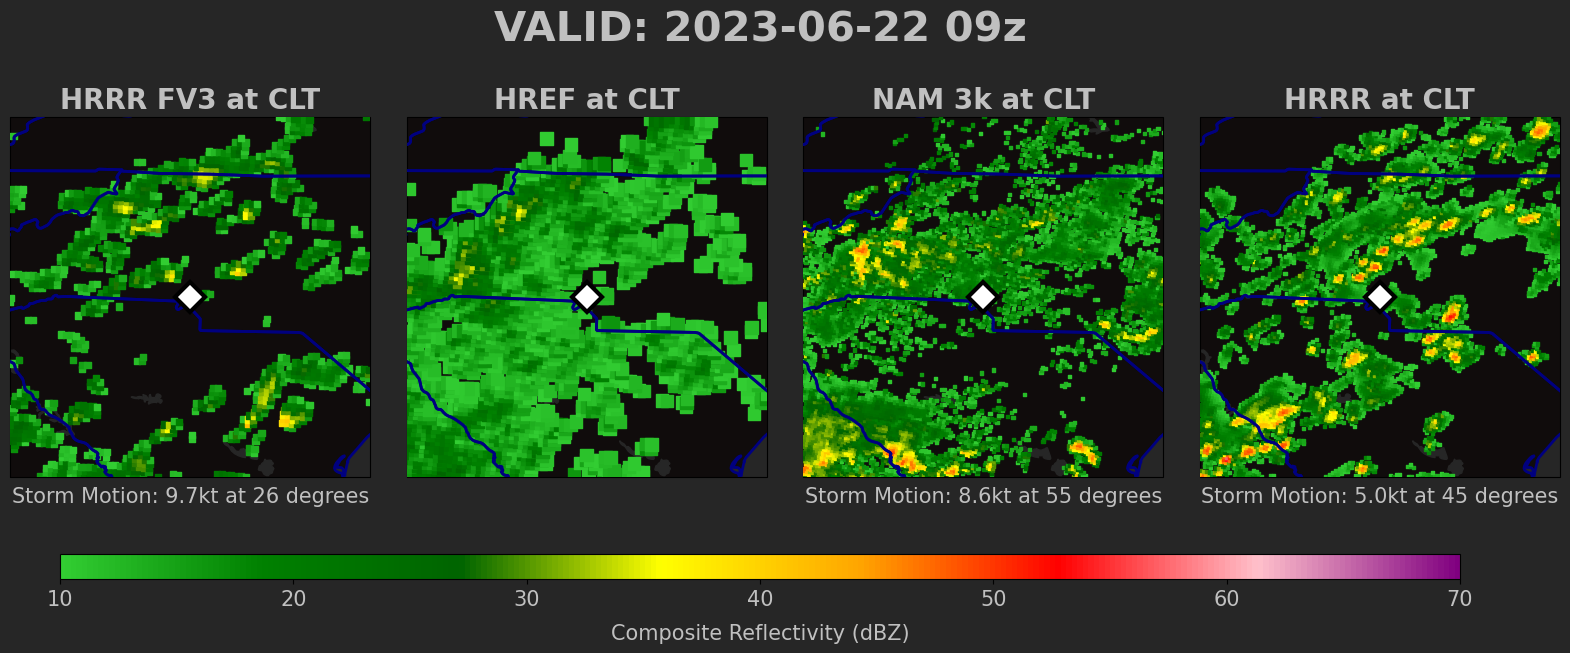 VALID: 2023-06-22 09z
HRRR FV3 at CLT
HREF at CLT
NAM 3k at CLT
HRRR at CLT
Storm Motion: 9.7kt at 26 degrees
Storm Motion: 8.6kt at 55 degrees
Storm Motion: 5.0kt at 45 degrees
10 20 30 40 50 60 70
Composite Reflectivity (dBZ)